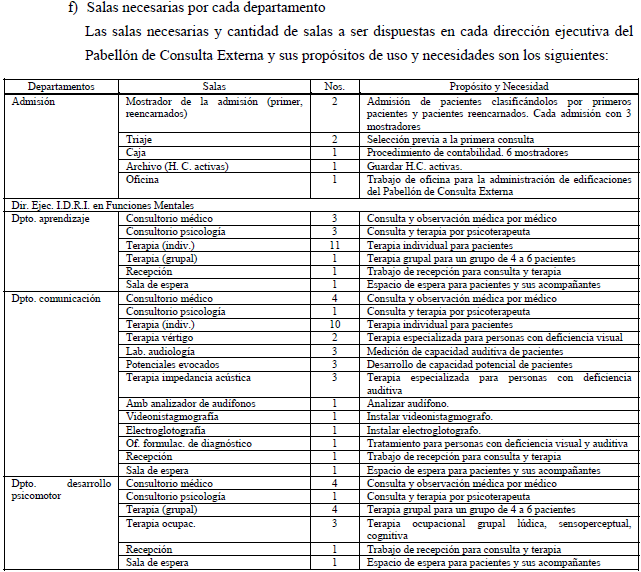 f) Salas necesarias por cada departamento
Las salas necesarias y cantidad de salas a ser dispuestas en cada dirección ejecutiva del
Pabellón de Consulta Externa y sus propósitos de uso y necesidades son los siguientes:
Departamentos Salas Nos. Propósito y Necesidad
Admisión Mostrador de la admisión (primer, 2 Admisión de pacientes clasificándolos por primeros
reencarnados) pacientes y pacientes reencarnados. Cada admisión con 3
mostradores
Triaje 2 Selección previa a la primera consulta
Caja 1 Procedimiento de contabilidad. 6 mostradores
Archivo (H. C. activas) 1 Guardar H.C. activas.
Oficina 1 Trabajo de oficina para la administración de edificaciones
del Pabellón de Consulta Externa
Dir. Ejec. I.D.R.I. en Funciones Mentales
Dpto. aprendizaje Consultorio médico 3 Consulta y observación médica por médico
Consultorio psicología 3 Consulta y terapia por psicoterapeuta
Terapia (indiv.) 11 Terapia individual para pacientes
Terapia (grupal) 1 Terapia grupal para un grupo de 4 a 6 pacientes
Recepción 1 Trabajo de recepción para consulta y terapia
Sala de espera 1 Espacio de espera para pacientes y sus acompañantes
Dpto. comunicación Consultorio médico 4 Consulta y observación médica por médico
Consultorio psicología 1 Consulta y terapia por psicoterapeuta
Terapia (indiv.) 10 Terapia individual para pacientes
Terapia vértigo 2 Terapia especializada para personas con deficiencia visual
Lab. audiología 3 Medición de capacidad auditiva de pacientes
Potenciales evocados 3 Desarrollo de capacidad potencial de pacientes
Terapia impedancia acústica 3 Terapia especializada para personas con deficiencia
auditiva
Amb analizador de audífonos 1 Analizar audífono.
Videonistagmografía 1 Instalar videonistagmografo.
Electroglotografía 1 Instalar electroglotografo.
Of. formulac. de diagnóstico 1 Tratamiento para personas con deficiencia visual y auditiva
Recepción 1 Trabajo de recepción para consulta y terapia
Sala de espera 1 Espacio de espera para pacientes y sus acompañantes
Dpto. desarrollo Consultorio médico 4 Consulta y observación médica por médico
psicomotor Consultorio psicología 1 Consulta y terapia por psicoterapeuta
Terapia (grupal) 4 Terapia grupal para un grupo de 4 a 6 pacientes
Terapia ocupac. 3 Terapia ocupacional grupal lúdica, sensoperceptual,
cognitiva
Recepción 1 Trabajo de recepción para consulta y terapia
Sala de espera 1 Espacio de espera para pacientes y sus acompañantes